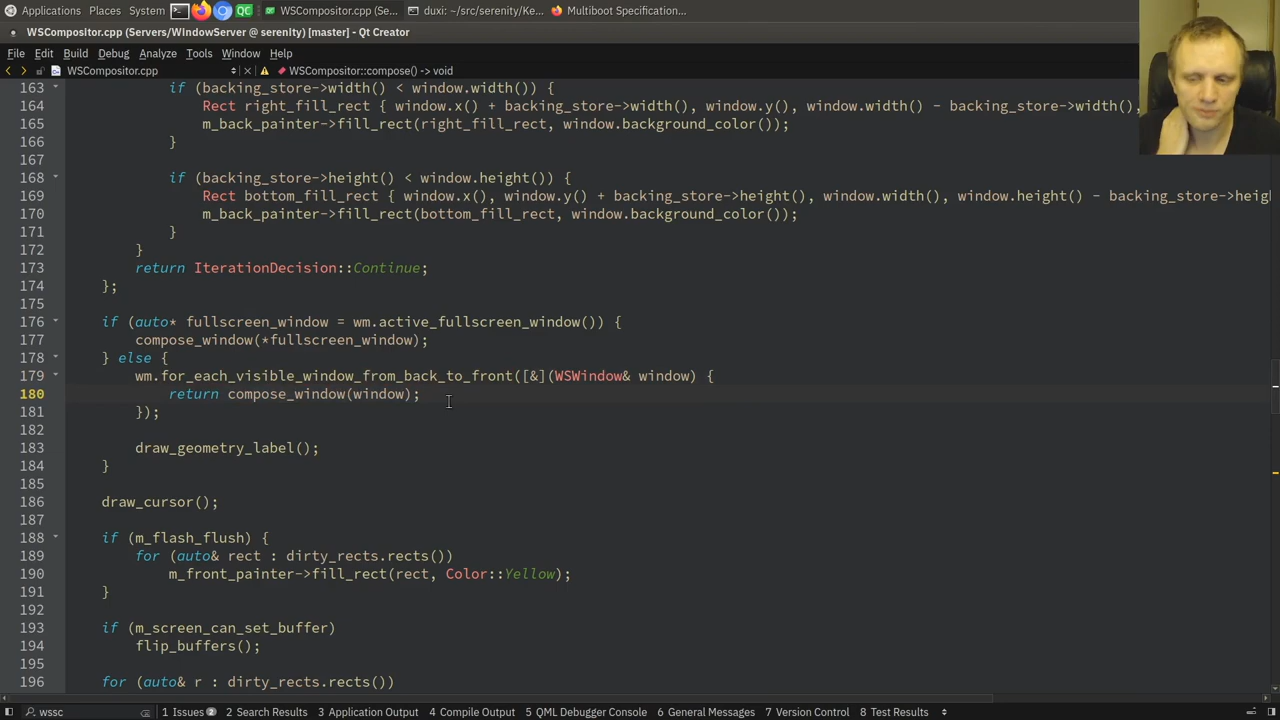 Applications Places System WSCompositor.cpp (Se... duxi: ~/src/serenity/Ke... Multiboot Specification...
WSCompositor.cpp (Servers/WindowServer @ serenity) [master] - Qt Creator
File Edit Build Debug Analyze Tools Window Help
WSCompositor.cpp WSCompositor::compose() -> void
163 if (backing_store->width() < window.width()) {
164 Rect right_fill_rect { window.x() + backing_store->width(), window.y(), window.width() - backing_store->width(),
165 m_back_painter->fill_rect(right_fill_rect, window.background_color());
166 }
167
168 if (backing_store->height() < window.height()) {
169 Rect bottom_fill_rect { window.x(), window.y() + backing_store->height(), window.width(), window.height() - backing_store->heig
170 m_back_painter->fill_rect(bottom_fill_rect, window.background_color());
171 }
172 }
173 return IterationDecision::Continue;
174 };
175
176 if (auto* fullscreen_window = wm.active_fullscreen_window()) {
177 compose_window(*fullscreen_window);
178 } else {
179 wm.for_each_visible_window_from_back_to_front([&](WSWindow& window) {
180 return compose_window(window);
181 });
182
183 draw_geometry_label();
184 }
185
186 draw_cursor();
187
188 if (m_flash_flush) {
189 for (auto& rect : dirty_rects.rects())
190 m_front_painter->fill_rect(rect, Color::Yellow);
191 }
192
193 if (m_screen_can_set_buffer)
194 flip_buffers();
195
196 for (auto& r : dirty_rects.rects())
wssc 1 Issues 2 2 Search Results 3 Application Output 4 Compile Output 5 QML Debugger Console 6 General Messages 7 Version Control 8 Test Results